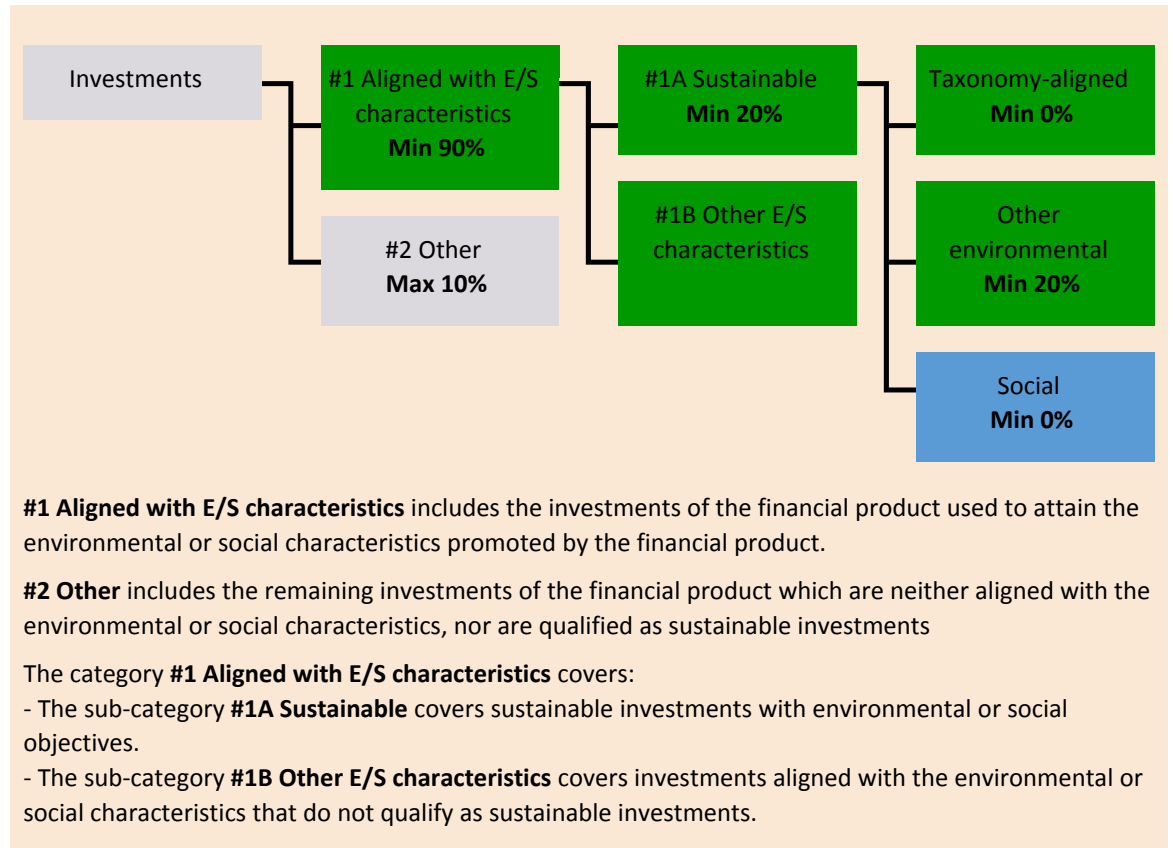 Investments
#1 Aligned with E/S
characteristics
Min 90%
#2 Other
Max 10%
#1A Sustainable
Min 20%
#1B Other E/S
characteristics
Taxonomy-aligned
Min 0%
Other
environmental
Min 20%
Social
Min 0%
#1 Aligned with E/S characteristics includes the investments of the financial product used to attain the
environmental or social characteristics promoted by the financial product.
#2 Other includes the remaining investments of the financial product which are neither aligned with the
environmental or social characteristics, nor are qualified as sustainable investments
The category #1 Aligned with E/S characteristics covers:
- The sub-category #1A Sustainable covers sustainable investments with environmental or social
objectives.
- The sub-category #1B Other E/S characteristics covers investments aligned with the environmental or
social characteristics that do not qualify as sustainable investments.